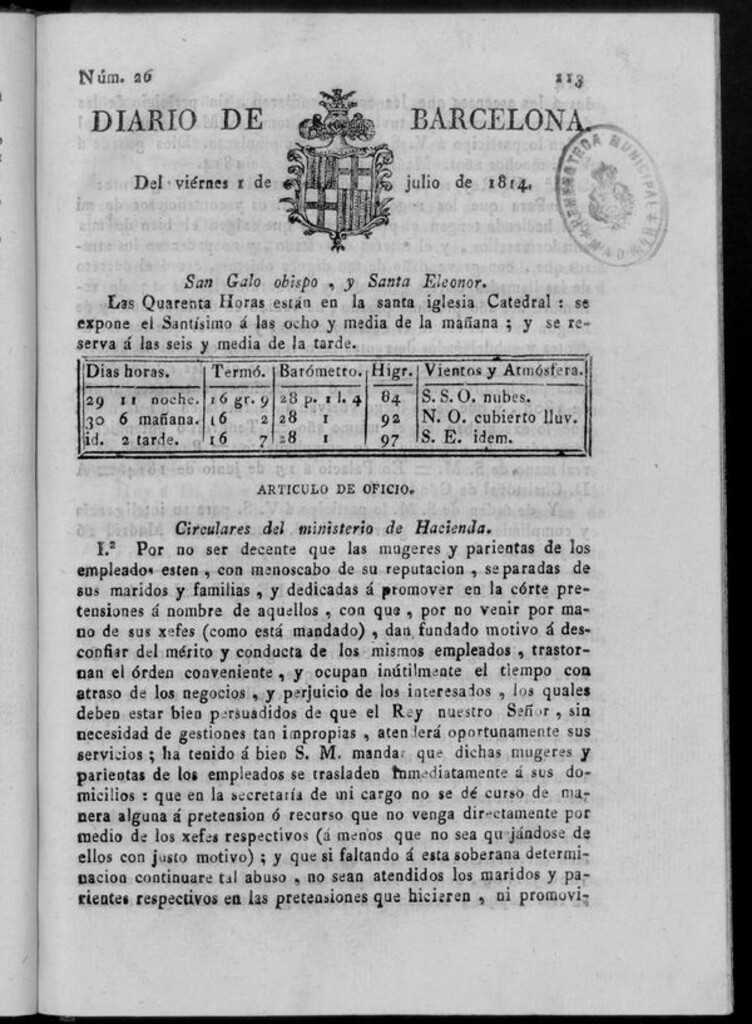 Núm. 26 113
DIARIO DE BARCELONA.
Del viérnes 1 de julio de 1814.
HEMEROTECA MUNICIPAL
MADRID
San Galo obispo , y Santa Eleonor.
Las Quarenta Horas están en la santa iglesia Catedral : se
expone el Santísimo á las ocho y media de la mañana ; y se re-
serva á las seis y media de la tarde.
Dias horas. Termó. Barómetro. Higr. Vientos y Atmósfera.
29 11 noche. 16 gr. 9 28 p. 1 l. 4 84 S. S. O. nubes.
30 6 mañana. 16 2 28 1 92 N. O. cubierto lluv.
id. 2 tarde. 16 7 28 1 97 S. E. idem.
ARTICULO DE OFICIO.
Circulares del ministerio de Hacienda.
I.ª Por no ser decente que las mugeres y parientas de los
empleados esten , con menoscabo de su reputacion , separadas de
sus maridos y familias , y dedicadas á promover en la córte pre-
tensiones á nombre de aquellos , con que , por no venir por ma-
no de sus xefes (como está mandado) , dan fundado motivo á des-
confiar del mérito y conducta de los mismos empleados , trastor-
nan el órden conveniente , y ocupan inútilmente el tiempo con
atraso de los negocios , y perjuicio de los interesados , los quales
deben estar bien persuadidos de que el Rey nuestro Señor , sin
necesidad de gestiones tan impropias , atenderá oportunamente sus
servicios ; ha tenido á bien S. M. mandar que dichas mugeres y
parientas de los empleados se trasladen inmediatamente á sus do-
micilios : que en la secretaría de mi cargo no se dé curso de ma-
nera alguna á pretension ó recurso que no venga directamente por
medio de los xefes respectivos (á menos que no sea quejándose de
ellos con justo motivo) ; y que si faltando á esta soberana determi-
nacion continuare tal abuso , no sean atendidos los maridos y pa-
rientes respectivos en las pretensiones que hicieren , ni promovi-